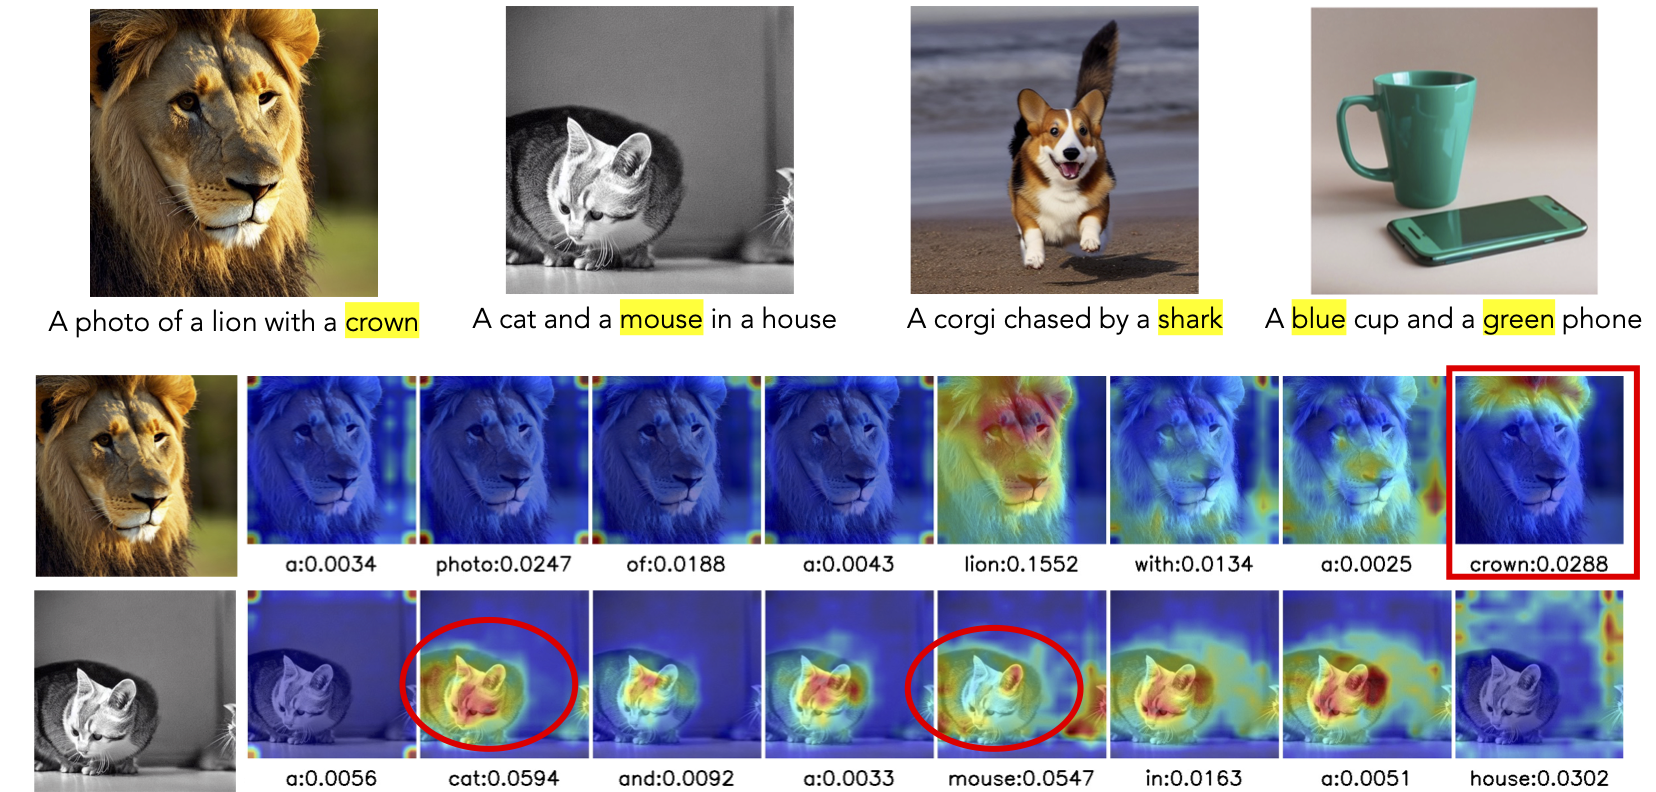 A photo of a lion with a crown
A cat and a mouse in a house
A corgi chased by a shark
A blue cup and a green phone
a:0.0034
photo:0.0247
of:0.0188
a:0.0043
lion:0.1552
with:0.0134
a:0.0025
crown:0.0288
a:0.0056
cat:0.0594
and:0.0092
a:0.0033
mouse:0.0547
in:0.0163
a:0.0051
house:0.0302